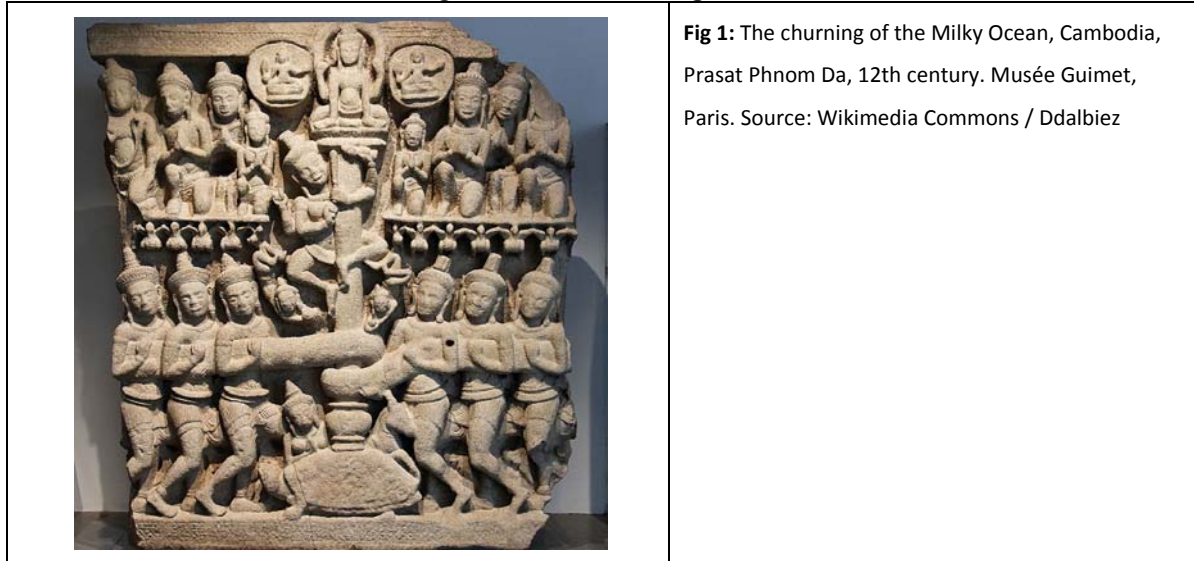 Fig 1: The churning of the Milky Ocean, Cambodia,
Prasat Phnom Da, 12th century. Musée Guimet,
Paris. Source: Wikimedia Commons / Ddalbiez